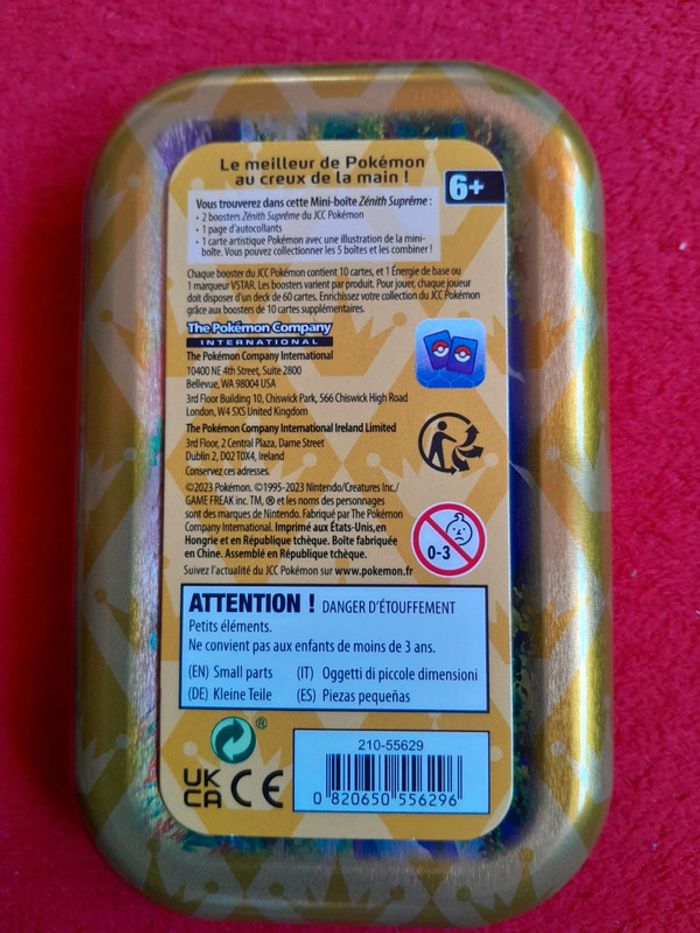 Le meilleur de Pokémon
au creux de la main !
6+
Vous trouverez dans cette Mini-boîte Zénith Suprême :
• 2 boosters Zénith Suprême du JCC Pokémon
• 1 page d'autocollants
• 1 carte artistique Pokémon avec une illustration de la mini-
boîte. Vous pouvez collectionner les 5 boîtes et les combiner !
Chaque booster du JCC Pokémon contient 10 cartes, et 1 Énergie de base ou
1 marqueur VSTAR. Les boosters varient par produit. Pour jouer, chaque joueur
doit disposer d'un deck de 60 cartes. Enrichissez votre collection du JCC Pokémon
grâce aux boosters de 10 cartes supplémentaires.
The Pokémon Company
INTERNATIONAL
The Pokémon Company International
10400 NE 4th Street, Suite 2800
Bellevue, WA 98004 USA
3rd Floor Building 10, Chiswick Park, 566 Chiswick High Road
London, W4 5XS United Kingdom
The Pokémon Company International Ireland Limited
3rd Floor, 2 Central Plaza, Dame Street
Dublin 2, D02 T0X4, Ireland
Conservez ces adresses.
©2023 Pokémon. ©1995-2023 Nintendo/Creatures Inc./
GAME FREAK inc. TM, ® et les noms des personnages
sont des marques de Nintendo. Fabriqué par The Pokémon
Company International. Imprimé aux États-Unis,en
Hongrie et en République tchèque. Boîte fabriquée
en Chine. Assemblé en République tchèque.
Suivez l'actualité du JCC Pokémon sur www.pokemon.fr
0-3
ATTENTION ! DANGER D'ÉTOUFFEMENT
Petits éléments.
Ne convient pas aux enfants de moins de 3 ans.
(EN) Small parts (IT) Oggetti di piccole dimensioni
(DE) Kleine Teile (ES) Piezas pequeñas
®
UK
CA CE
210-55629
0 820650 556296